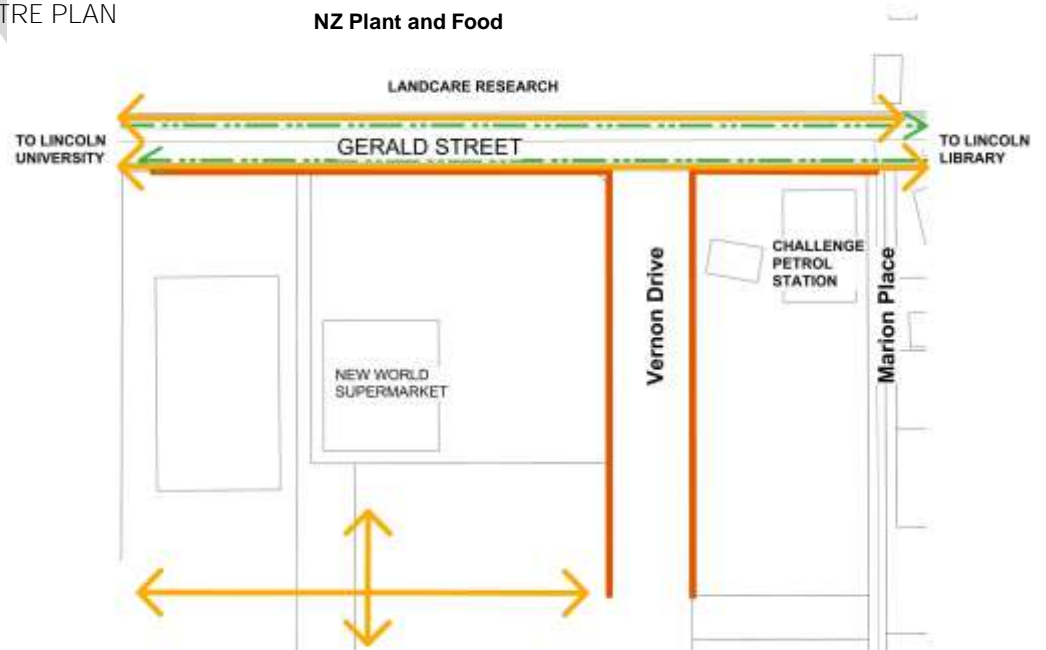 TRE PLAN
NZ Plant and Food
LANDCARE RESEARCH
TO LINCOLN
UNIVERSITY
GERALD STREET
TO LINCOLN
LIBRARY
CHALLENGE
PETROL
STATION
Vernon Drive
Marion Place
NEW WORLD
SUPERMARKET